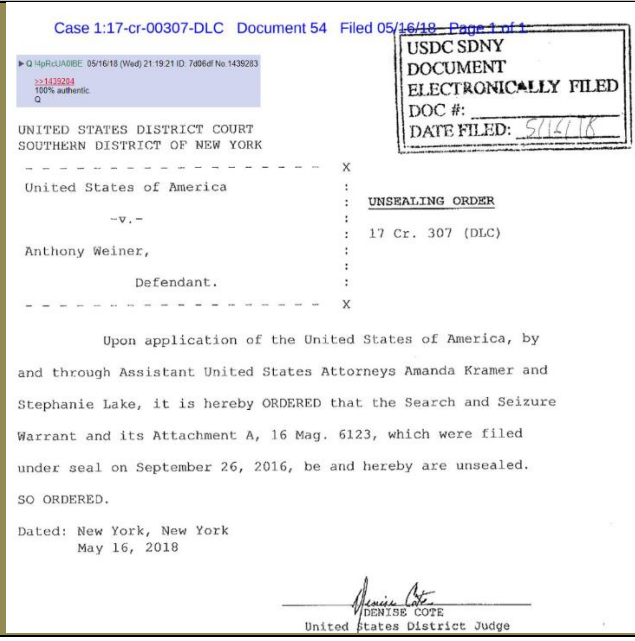 Case 1:17-cr-00307-DLC Document 54 Filed 05/16/18 Page 1 of 1
▶ Q !4pRcUA0lBE 05/16/18 (Wed) 21:19:21 ID: 7d06df No.1439283
>>1439204
100% authentic.
Q
USDC SDNY
DOCUMENT
ELECTRONICALLY FILED
DOC #:
DATE FILED: 5/16/18
UNITED STATES DISTRICT COURT
SOUTHERN DISTRICT OF NEW YORK
- - - - - - - - - - - - - - - - - - X
United States of America :
: UNSEALING ORDER
-v.- :
: 17 Cr. 307 (DLC)
Anthony Weiner, :
:
Defendant. :
- - - - - - - - - - - - - - - - - - X
Upon application of the United States of America, by
and through Assistant United States Attorneys Amanda Kramer and
Stephanie Lake, it is hereby ORDERED that the Search and Seizure
Warrant and its Attachment A, 16 Mag. 6123, which were filed
under seal on September 26, 2016, be and hereby are unsealed.
SO ORDERED.
Dated: New York, New York
May 16, 2018
Denise Cote
DENISE COTE
United States District Judge